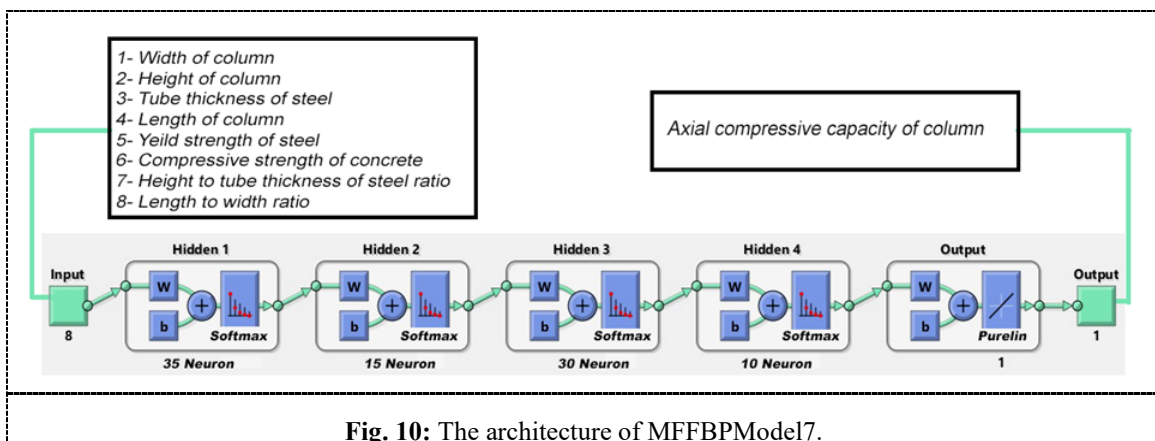 1- Width of column
2- Height of column
3- Tube thickness of steel
4- Length of column
5- Yeild strength of steel
6- Compressive strength of concrete
7- Height to tube thickness of steel ratio
8- Length to width ratio
Axial compressive capacity of column
Input
8
Hidden 1
W
b
+
Softmax
35 Neuron
Hidden 2
W
b
+
Softmax
15 Neuron
Hidden 3
W
b
+
Softmax
30 Neuron
Hidden 4
W
b
+
Softmax
10 Neuron
Output
W
b
+
Purelin
1
Output
1
Fig. 10: The architecture of MFFBPModel7.